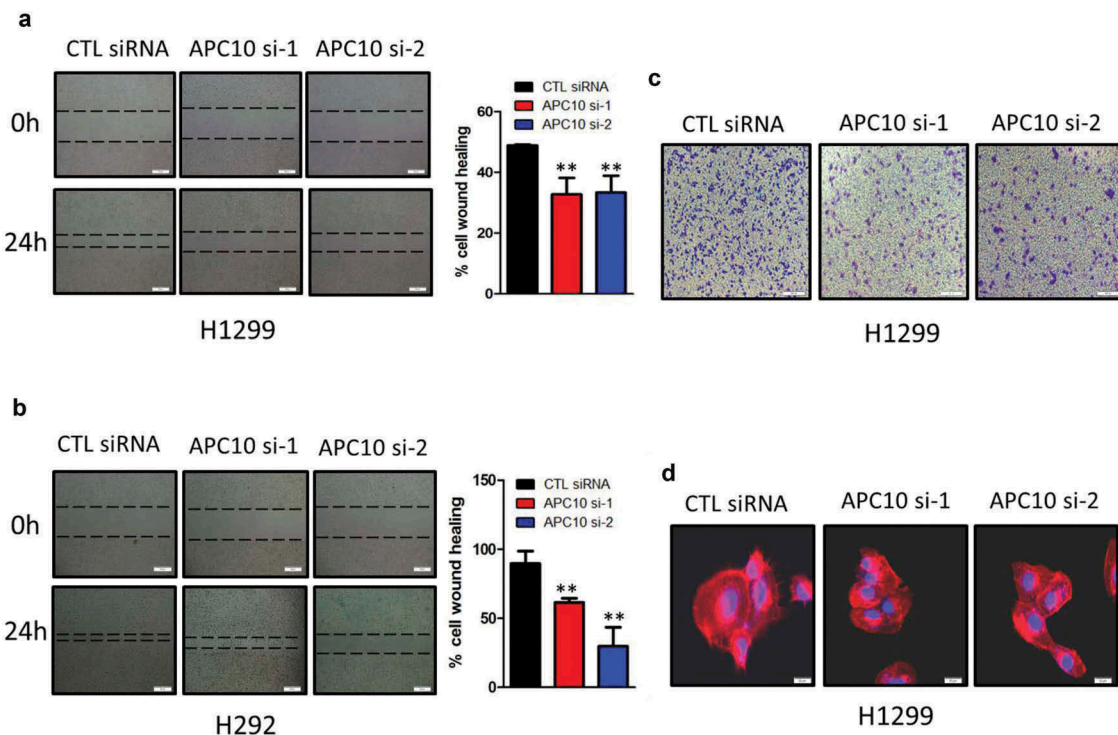 a
CTL siRNA APC10 si-1 APC10 si-2
0h
24h
H1299
CTL siRNA
APC10 si-1
APC10 si-2
% cell wound healing
60
40
20
0
** **
b
CTL siRNA APC10 si-1 APC10 si-2
0h
24h
H292
CTL siRNA
APC10 si-1
APC10 si-2
% cell wound healing
150
100
50
0
** **
c
CTL siRNA APC10 si-1 APC10 si-2
H1299
d
CTL siRNA APC10 si-1 APC10 si-2
H1299